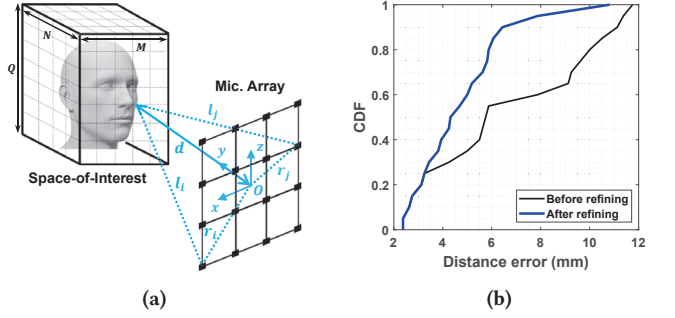 N
M
Q
Mic. Array
l_j
d
y
z
r_j
l_i
O
x
r_i
Space-of-Interest
(a)
1
0.8
0.6
0.4
0.2
0
CDF
Before refining
After refining
2 4 6 8 10 12
Distance error (mm)
(b)